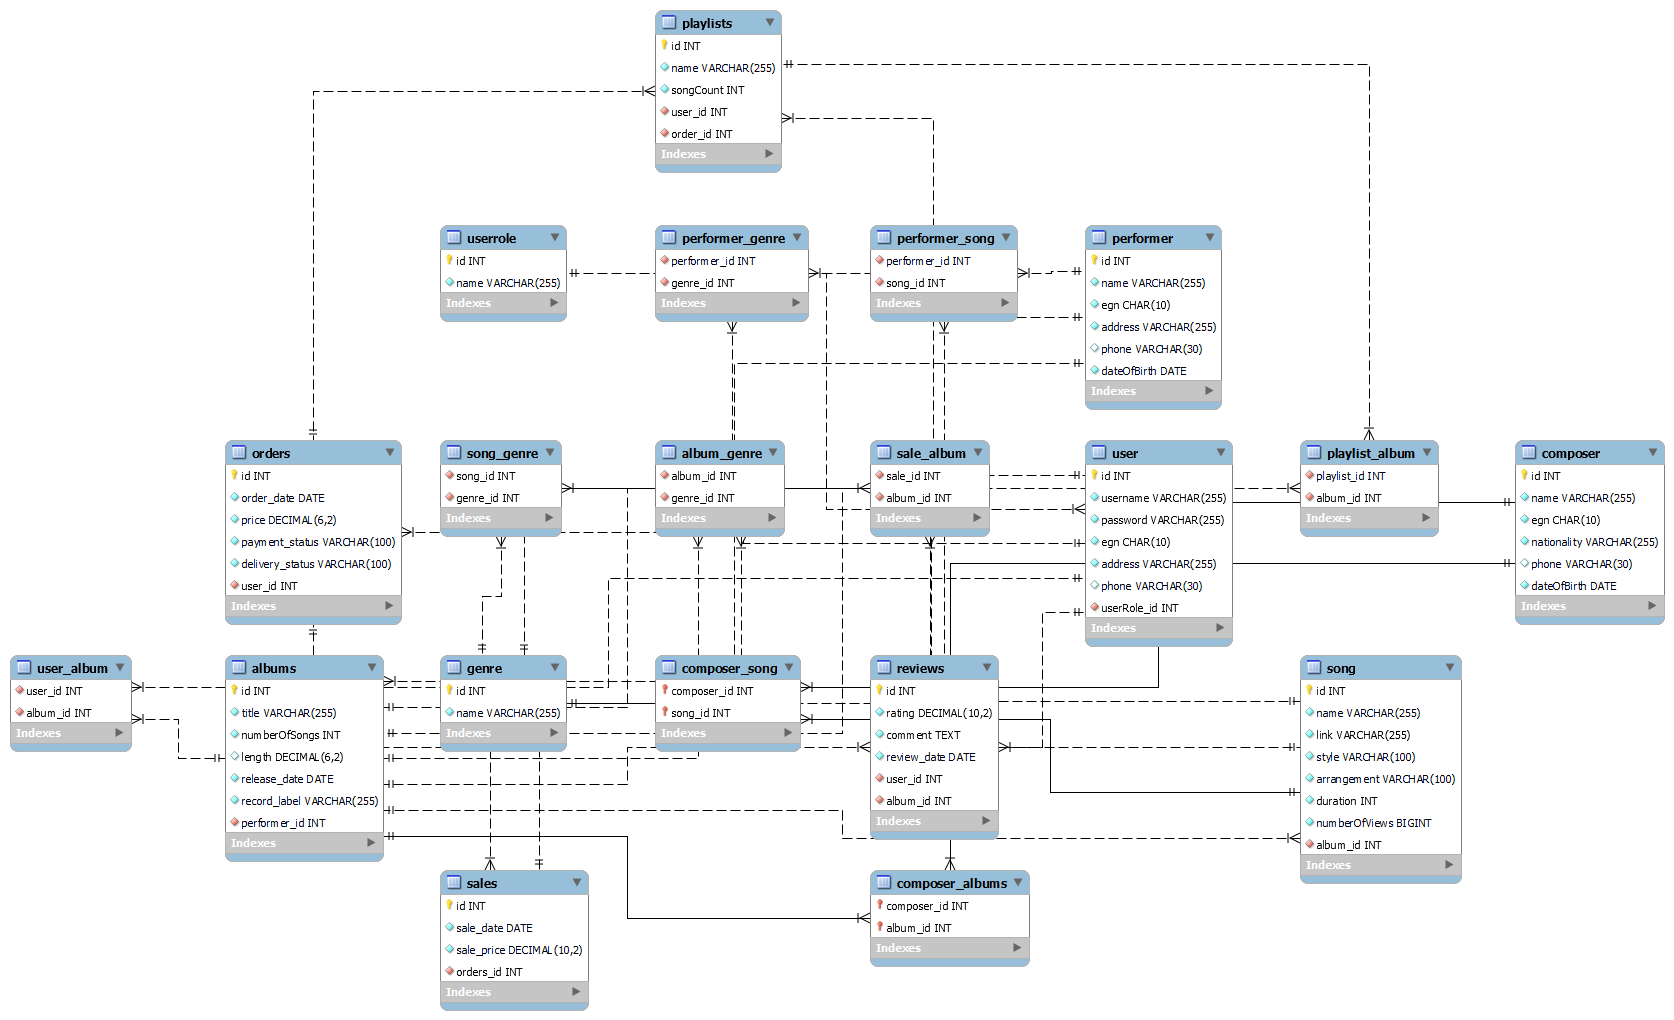 playlists
id INT
name VARCHAR(255)
songCount INT
user_id INT
order_id INT
Indexes
userrole
id INT
name VARCHAR(255)
Indexes
performer_genre
performer_id INT
genre_id INT
Indexes
performer_song
performer_id INT
song_id INT
Indexes
performer
id INT
name VARCHAR(255)
egn CHAR(10)
address VARCHAR(255)
phone VARCHAR(30)
dateOfBirth DATE
Indexes
orders
id INT
order_date DATE
price DECIMAL(6,2)
payment_status VARCHAR(100)
delivery_status VARCHAR(100)
user_id INT
Indexes
song_genre
song_id INT
genre_id INT
Indexes
album_genre
album_id INT
genre_id INT
Indexes
sale_album
sale_id INT
album_id INT
Indexes
user
id INT
username VARCHAR(255)
password VARCHAR(255)
egn CHAR(10)
address VARCHAR(255)
phone VARCHAR(30)
userRole_id INT
Indexes
playlist_album
playlist_id INT
album_id INT
Indexes
composer
id INT
name VARCHAR(255)
egn CHAR(10)
nationality VARCHAR(255)
phone VARCHAR(30)
dateOfBirth DATE
Indexes
user_album
user_id INT
album_id INT
Indexes
albums
id INT
title VARCHAR(255)
numberOfSongs INT
length DECIMAL(6,2)
release_date DATE
record_label VARCHAR(255)
performer_id INT
Indexes
genre
id INT
name VARCHAR(255)
Indexes
composer_song
composer_id INT
song_id INT
Indexes
reviews
id INT
rating DECIMAL(10,2)
comment TEXT
review_date DATE
user_id INT
album_id INT
Indexes
song
id INT
name VARCHAR(255)
link VARCHAR(255)
style VARCHAR(100)
arrangement VARCHAR(100)
duration INT
numberOfViews BIGINT
album_id INT
Indexes
sales
id INT
sale_date DATE
sale_price DECIMAL(10,2)
orders_id INT
Indexes
composer_albums
composer_id INT
album_id INT
Indexes